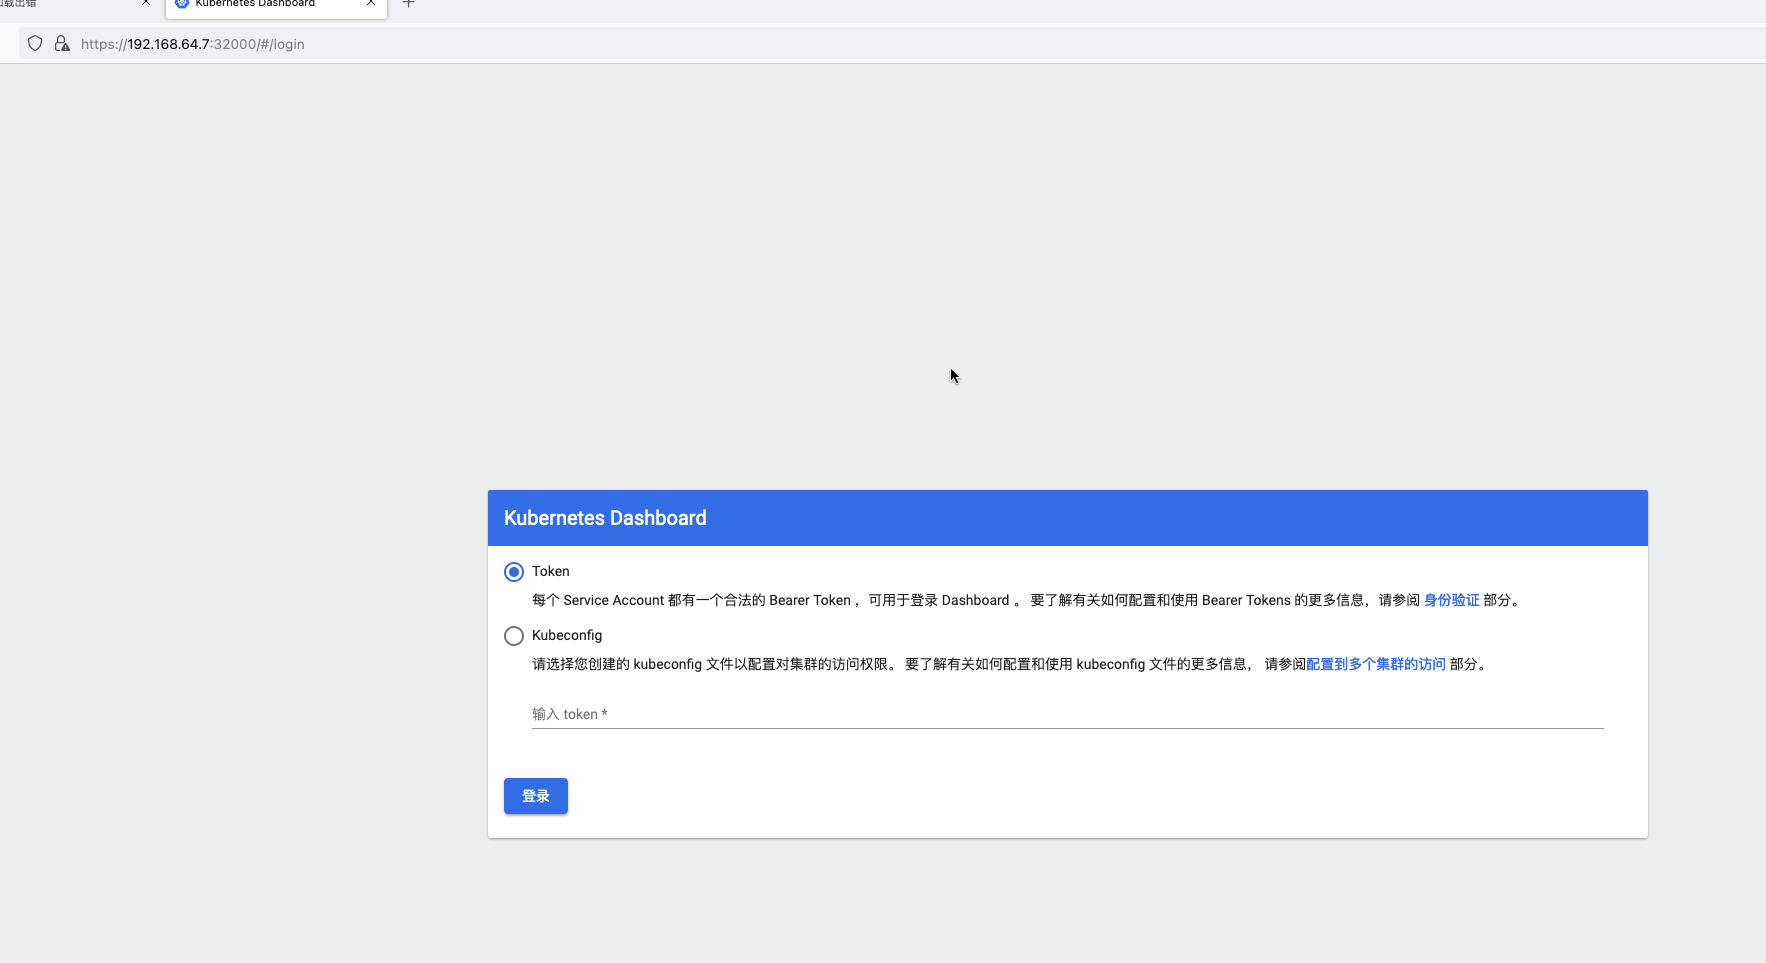 载出错
Kubernetes Dashboard
https://192.168.64.7:32000/#/login
Kubernetes Dashboard
Token
每个 Service Account 都有一个合法的 Bearer Token ，可用于登录 Dashboard 。 要了解有关如何配置和使用 Bearer Tokens 的更多信息，请参阅 身份验证 部分。
Kubeconfig
请选择您创建的 kubeconfig 文件以配置对集群的访问权限。 要了解有关如何配置和使用 kubeconfig 文件的更多信息， 请参阅配置到多个集群的访问 部分。
输入 token *
登录